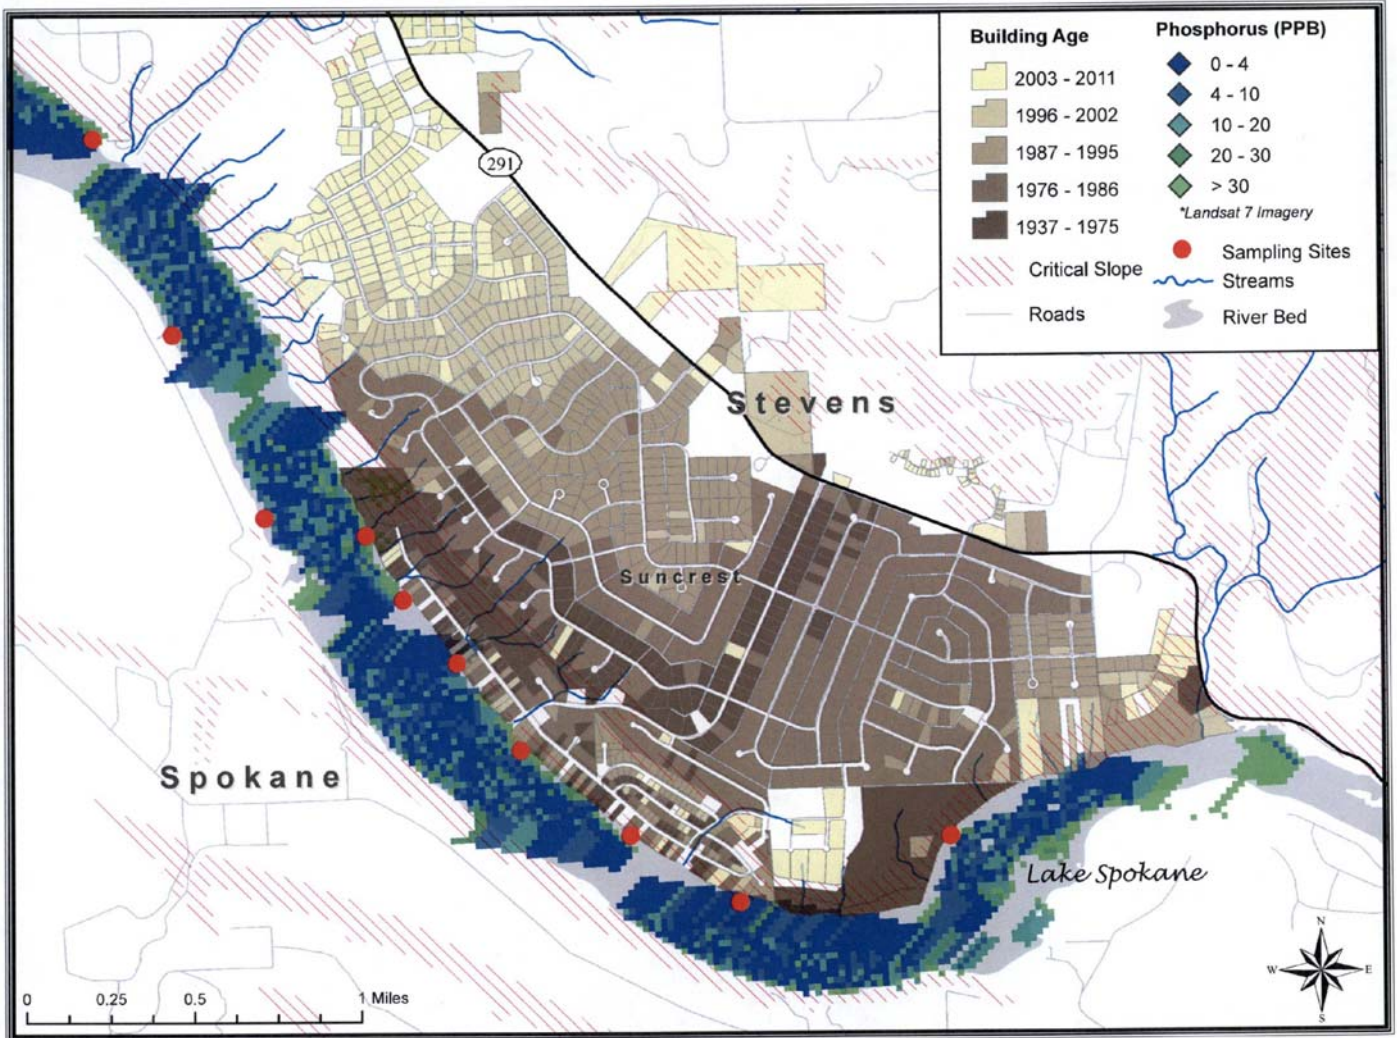 Building Age
2003 - 2011
1996 - 2002
1987 - 1995
1976 - 1986
1937 - 1975
Critical Slope
Roads
Phosphorus (PPB)
0 - 4
4 - 10
10 - 20
20 - 30
> 30
*Landsat 7 Imagery
Sampling Sites
Streams
River Bed
291
Stevens
Suncrest
Spokane
Lake Spokane
N
W E
S
0 0.25 0.5 1 Miles